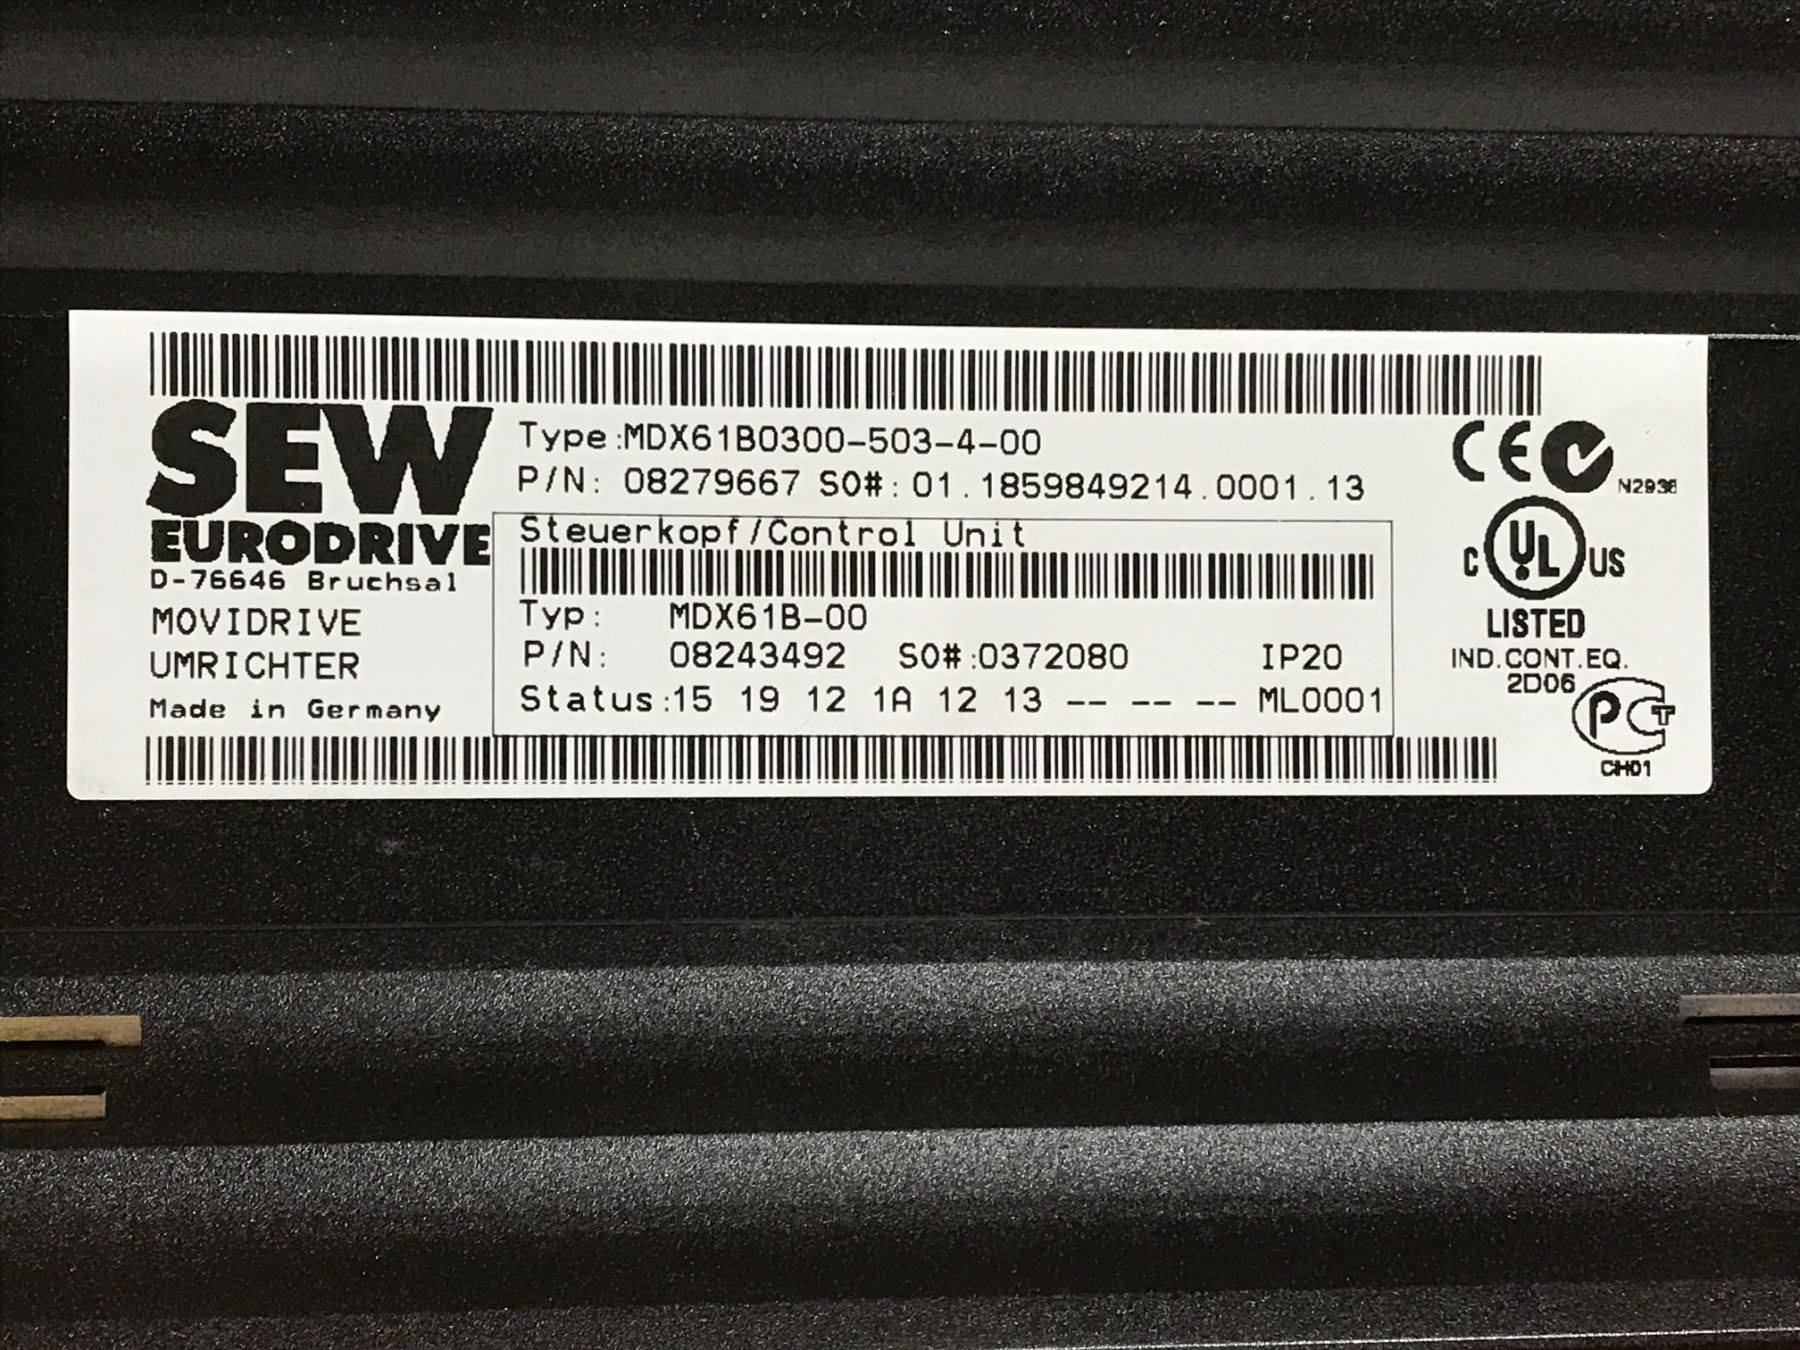 SEW
EURODRIVE
D-76646 Bruchsal
MOVIDRIVE
UMRICHTER
Made in Germany
Type:MDX61B0300-503-4-00
P/N: 08279667 SO#: 01.1859849214.0001.13
Steuerkopf/Control Unit
Typ: MDX61B-00
P/N: 08243492 SO#:0372080 IP20
Status:15 19 12 1A 12 13 -- -- -- ML0001
CE N2936
C UL US
LISTED
IND.CONT.EQ.
2D06
PCT
CH01